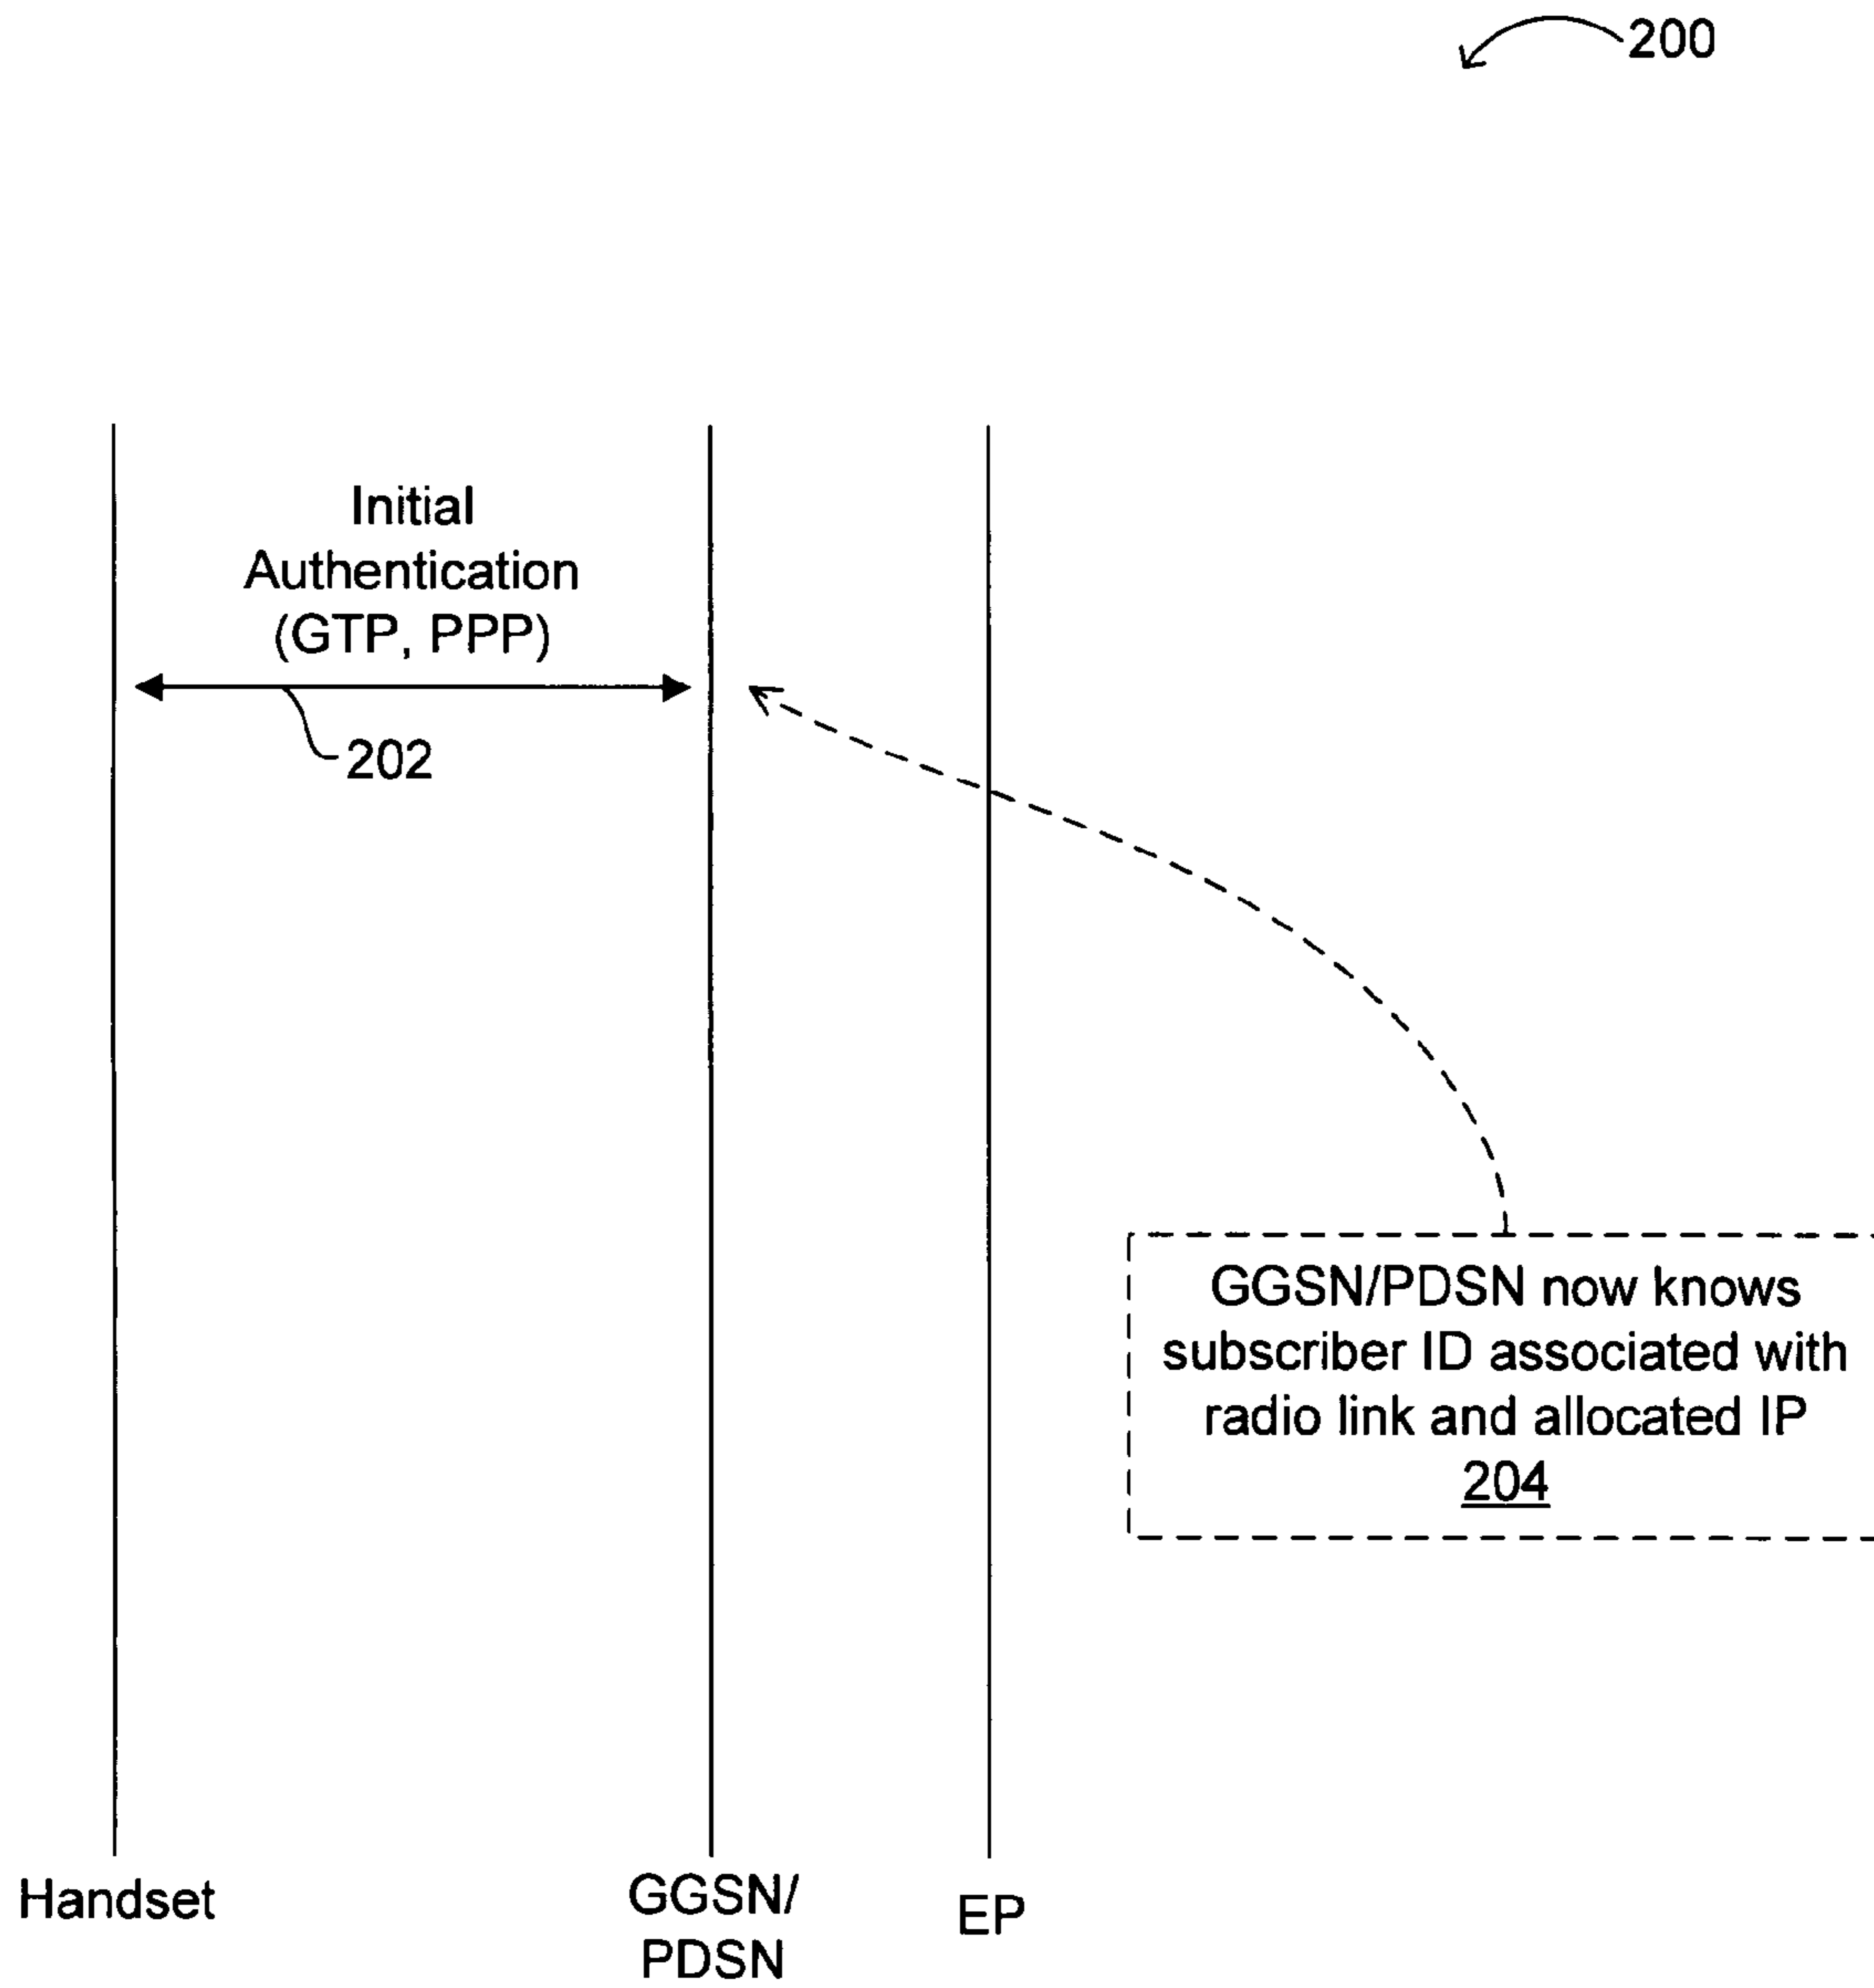 200
Initial
Authentication
(GTP, PPP)
202
GGSN/PDSN now knows
subscriber ID associated with
radio link and allocated IP
204
Handset
GGSN/
PDSN
EP